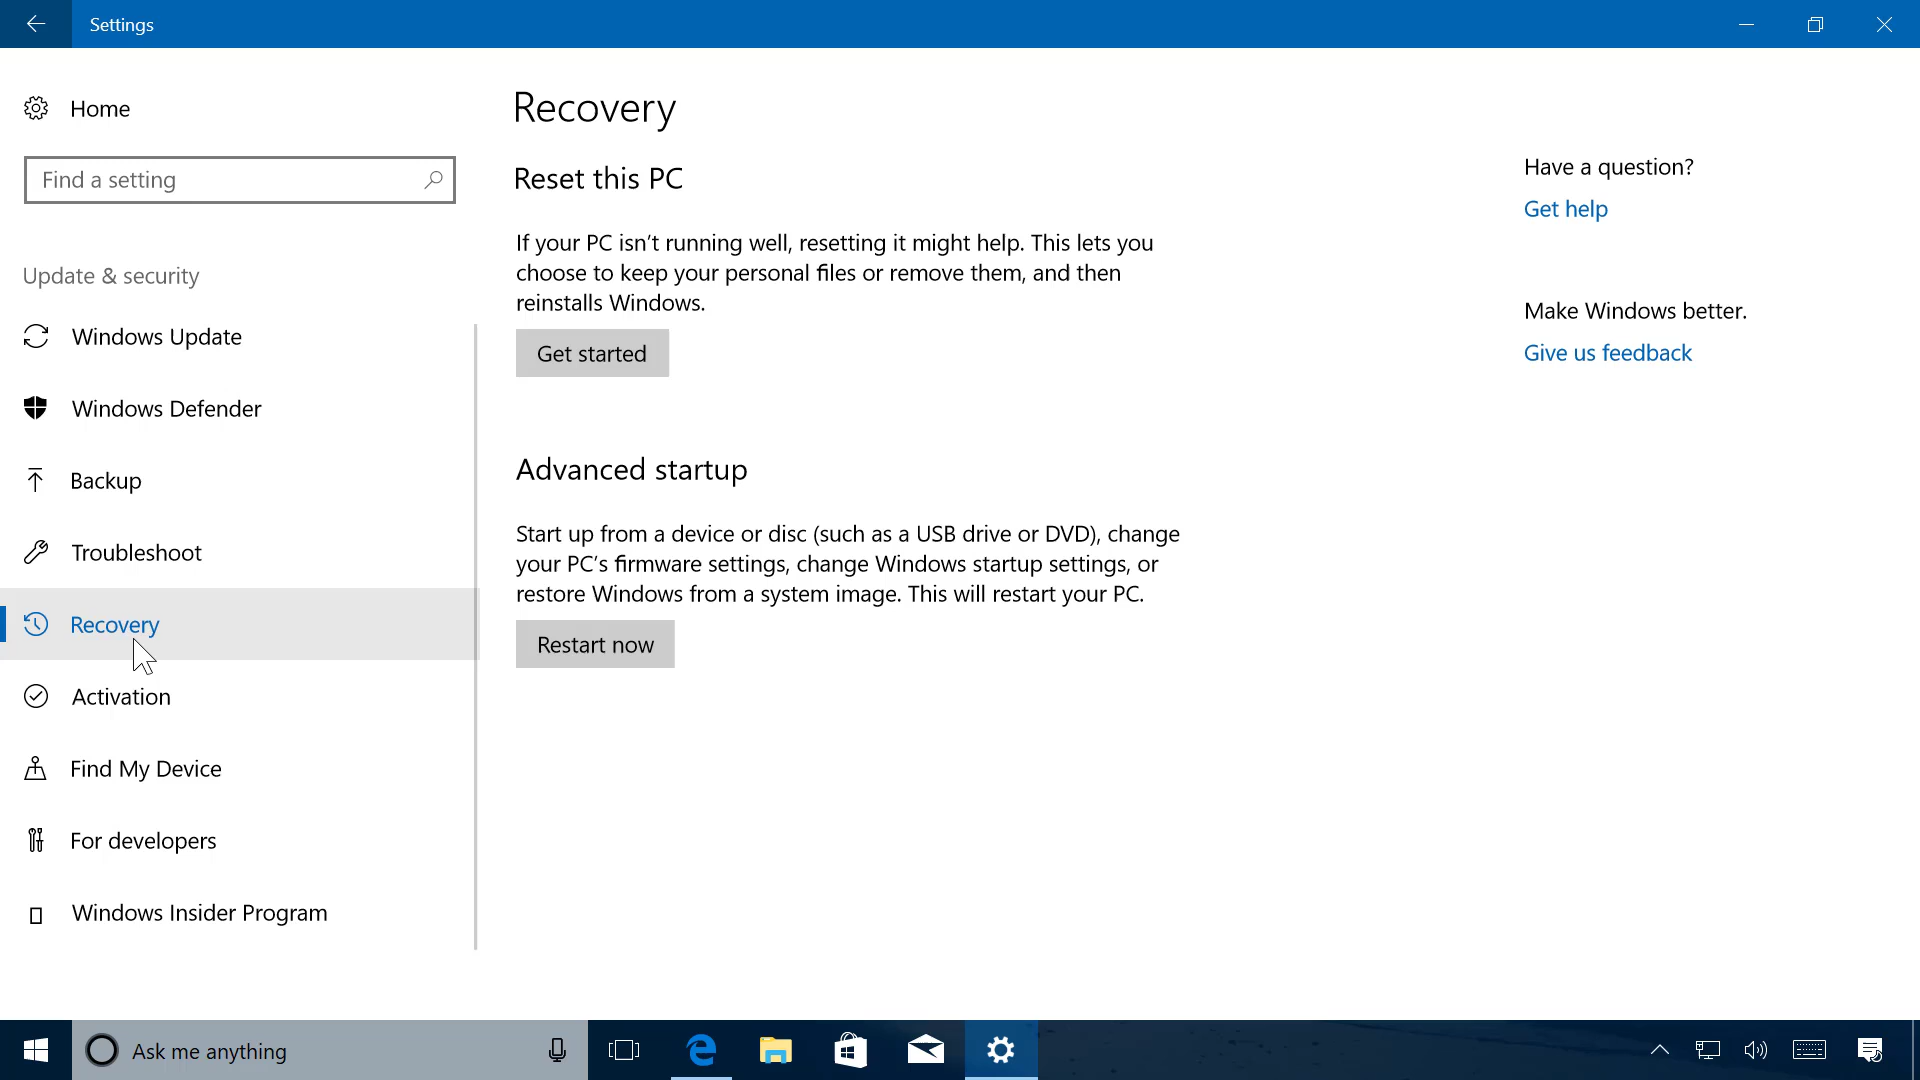 Settings
Home
Find a setting
Update & security
Windows Update
Windows Defender
Backup
Troubleshoot
Recovery
Activation
Find My Device
For developers
Windows Insider Program
Recovery
Reset this PC
If your PC isn’t running well, resetting it might help. This lets you
choose to keep your personal files or remove them, and then
reinstalls Windows.
Get started
Advanced startup
Start up from a device or disc (such as a USB drive or DVD), change
your PC’s firmware settings, change Windows startup settings, or
restore Windows from a system image. This will restart your PC.
Restart now
Have a question?
Get help
Make Windows better.
Give us feedback
Ask me anything